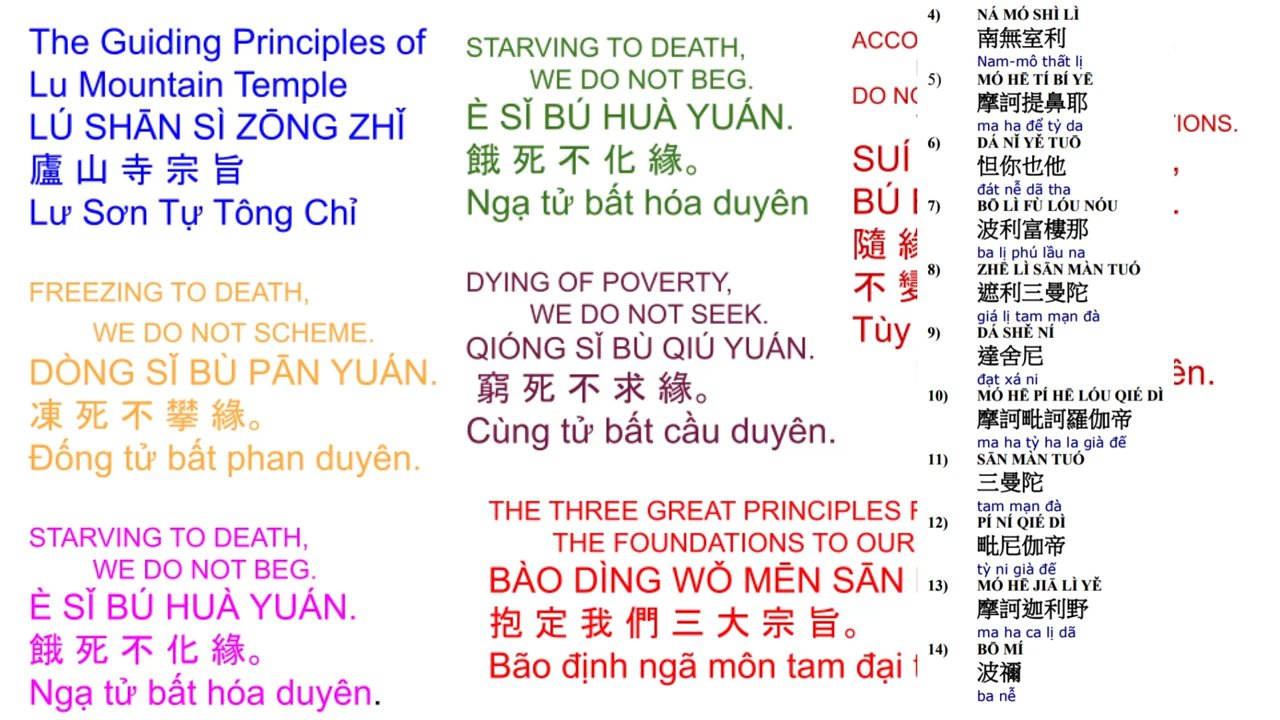 The Guiding Principles of
Lu Mountain Temple
LÚ SHĀN SÌ ZŌNG ZHǏ
廬 山 寺 宗 旨
Lư Sơn Tự Tông Chỉ
FREEZING TO DEATH,
WE DO NOT SCHEME.
DÒNG SǏ BÙ PĀN YUÁN.
凍 死 不 攀 緣。
Đống tử bất phan duyên.
STARVING TO DEATH,
WE DO NOT BEG.
È SǏ BÚ HUÀ YUÁN.
餓 死 不 化 緣。
Ngạ tử bất hóa duyên.
STARVING TO DEATH,
WE DO NOT BEG.
È SǏ BÚ HUÀ YUÁN.
餓 死 不 化 緣。
Ngạ tử bất hóa duyên
DYING OF POVERTY,
WE DO NOT SEEK.
QIÓNG SǏ BÙ QIÚ YUÁN.
窮 死 不 求 緣。
Cùng tử bất cầu duyên.
THE THREE GREAT PRINCIPLES
THE FOUNDATIONS TO OUR
BÀO DÌNG WǑ MĒN SĀN
抱 定 我 們 三 大 宗 旨。
Bão định ngã môn tam đại t
ACCO
DO NO
TIONS.
SUÍ ,
BÚ .
隨 緣
不 變
Tùy
ên.
4) NÁ MÓ SHÌ LÌ
南無室利
Nam-mô thất lị
5) MÓ HĒ TÍ BÍ YĒ
摩訶提鼻耶
ma ha đề tỷ da
6) DÁ NǏ YĚ TUŌ
怛你也他
đát nễ dã tha
7) BŌ LÌ FÙ LÓU NÓU
波利富樓那
ba lị phú lầu na
8) ZHĒ LÌ SĀN MÀN TUÓ
遮利三曼陀
giá lị tam mạn đà
9) DÁ SHĚ NÍ
達舍尼
đạt xá ni
10) MÓ HĒ PÍ HĒ LÓU QIÉ DÌ
摩訶毗訶羅伽帝
ma ha tỳ ha la già đế
11) SĀN MÀN TUÓ
三曼陀
tam mạn đà
12) PÍ NÍ QIÉ DÌ
毗尼伽帝
tỳ ni già đế
13) MÓ HĒ JIĀ LÌ YĚ
摩訶迦利野
ma ha ca lị dã
14) BŌ MÍ
波禰
ba nễ